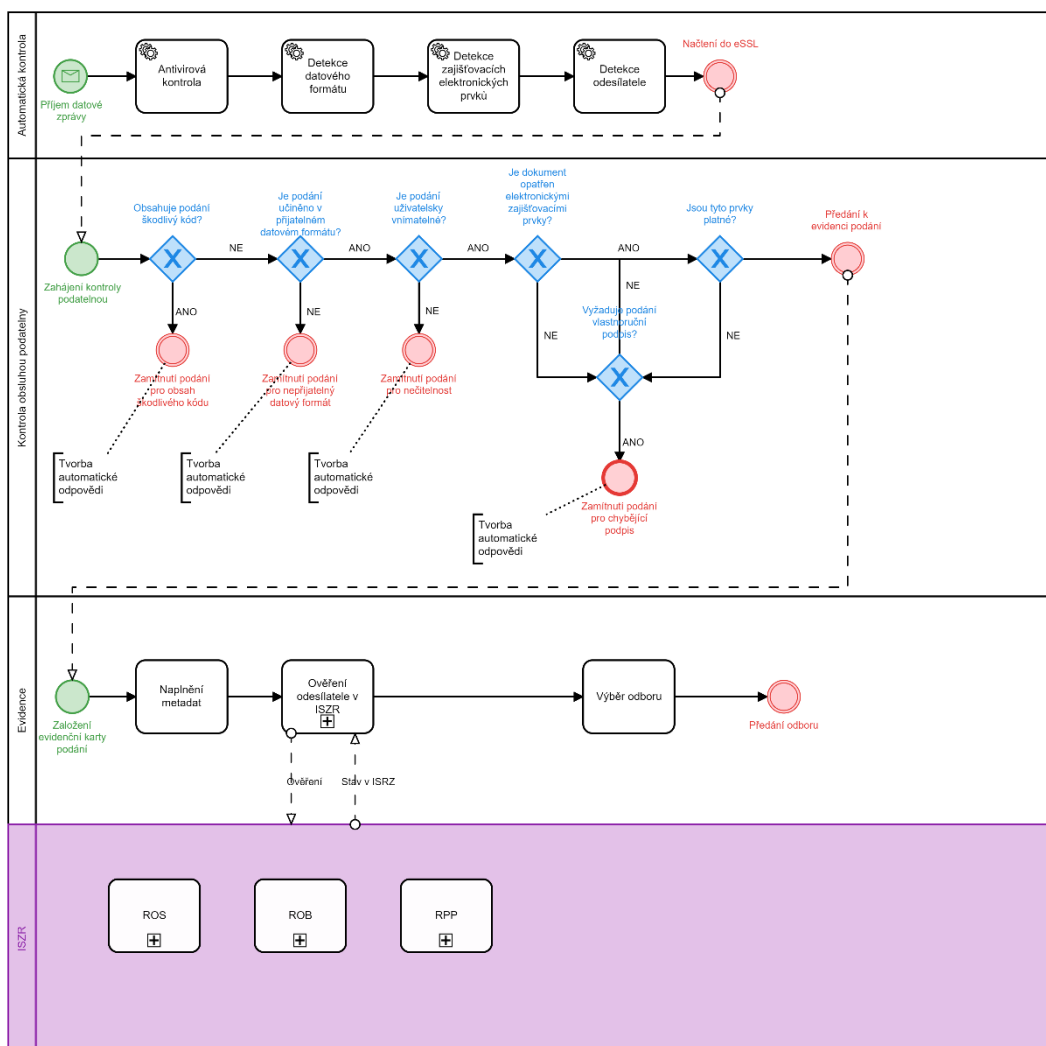 Automatická kontrola
Příjem datové
zprávy
Antivirová
kontrola
Detekce
datového
formátu
Detekce
zajišťovacích
elektronických
prvků
Detekce
odesílatele
Načtení do eSSL
Kontrola obsluhou podatelny
Zahájení kontroly
podatelnou
Obsahuje podání
škodlivý kód?
NE
ANO
Zamítnutí podání
pro obsah
škodlivého kódu
Tvorba
automatické
odpovědi
Je podání
učiněno v
přijatelném
datovém formátu?
ANO
NE
Zamítnutí podání
pro nepřijatelný
datový formát
Tvorba
automatické
odpovědi
Je podání
uživatelsky
vnímatelné?
ANO
NE
Zamítnutí podání
pro nečitelnost
Tvorba
automatické
odpovědi
Je dokument
opatřen
elektronickými
zajišťovacími
prvky?
ANO
NE
NE
Vyžaduje podání
vlastnoruční
podpis?
ANO
Zamítnutí podání
pro chybějící
podpis
Tvorba
automatické
odpovědi
Jsou tyto prvky
platné?
NE
Předání k
evidenci podání
Evidence
Založení
evidenční karty
podání
Naplnění
metadat
Ověření
odesílatele v
ISZR
Výběr odboru
Předání odboru
Ověření
Stav v ISRZ
ISZR
ROS
ROB
RPP